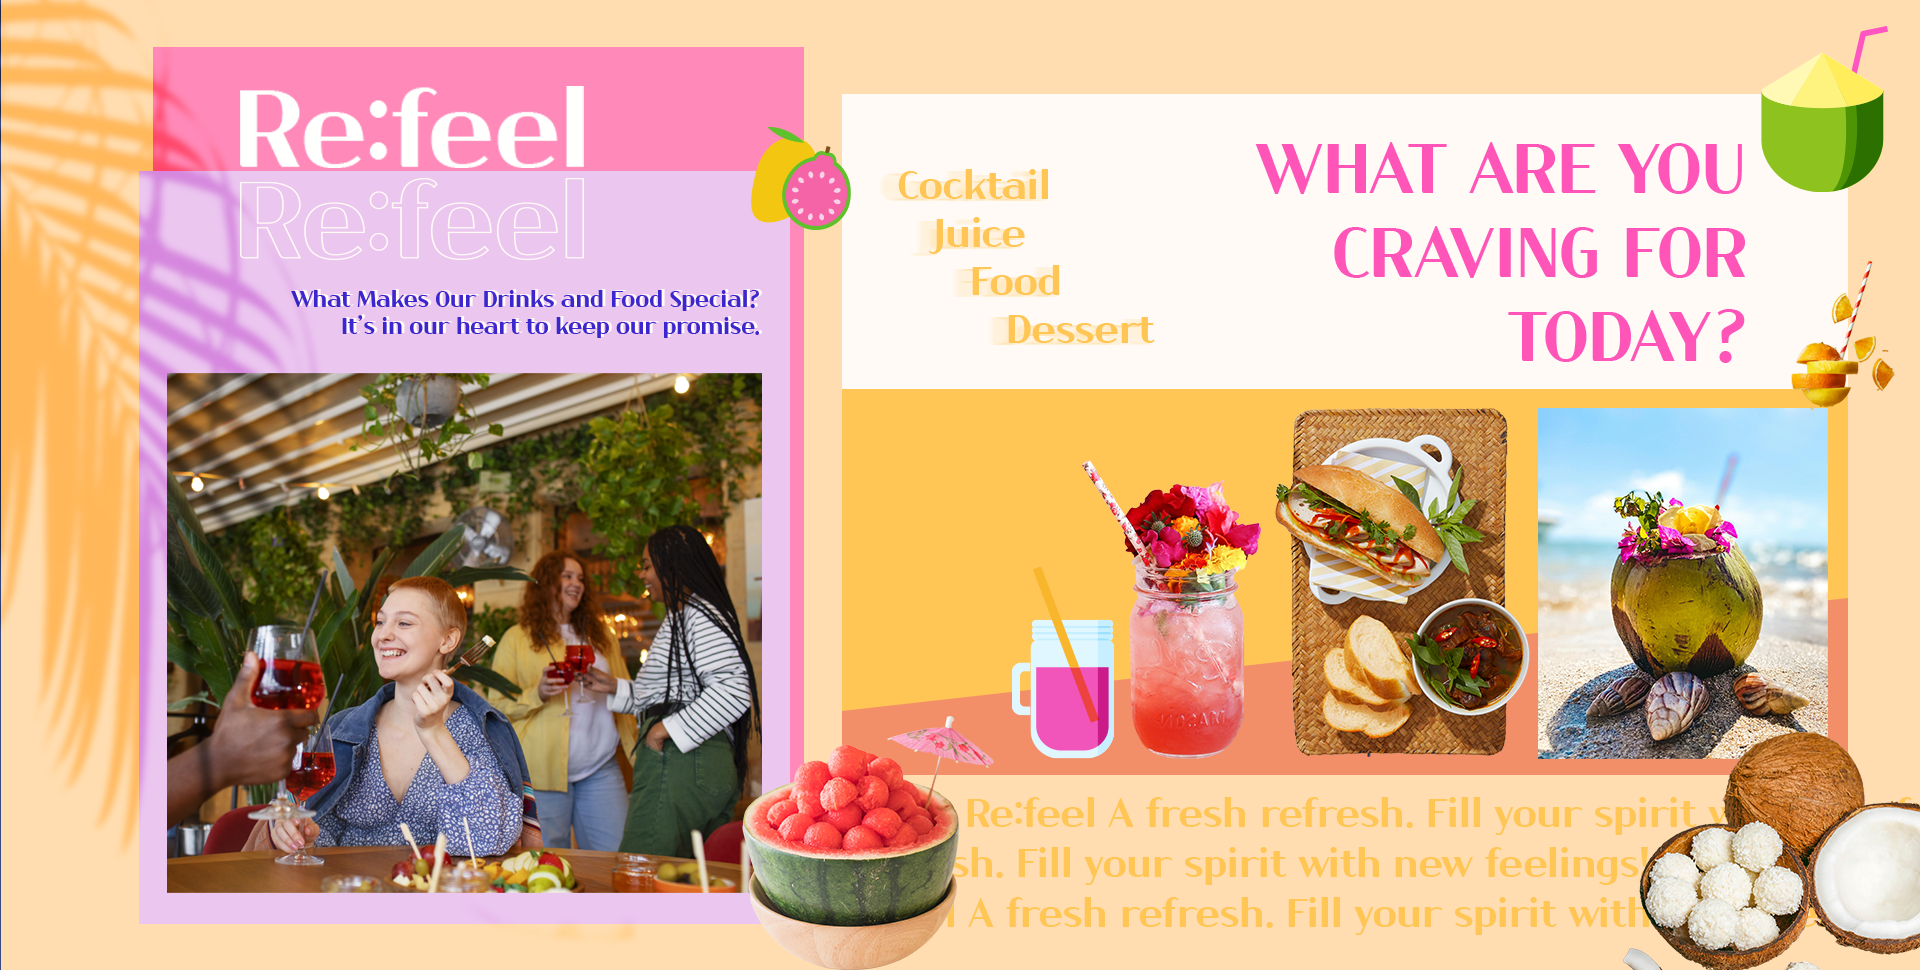 Re:feel
Re:feel
What Makes Our Drinks and Food Special?
It's in our heart to keep our promise.
Cocktail
Juice
Food
Dessert
WHAT ARE YOU
CRAVING FOR
TODAY?
Re:feel A fresh refresh. Fill your spirit
Fill your spirit with new feelings!
A fresh refresh. Fill your spirit with